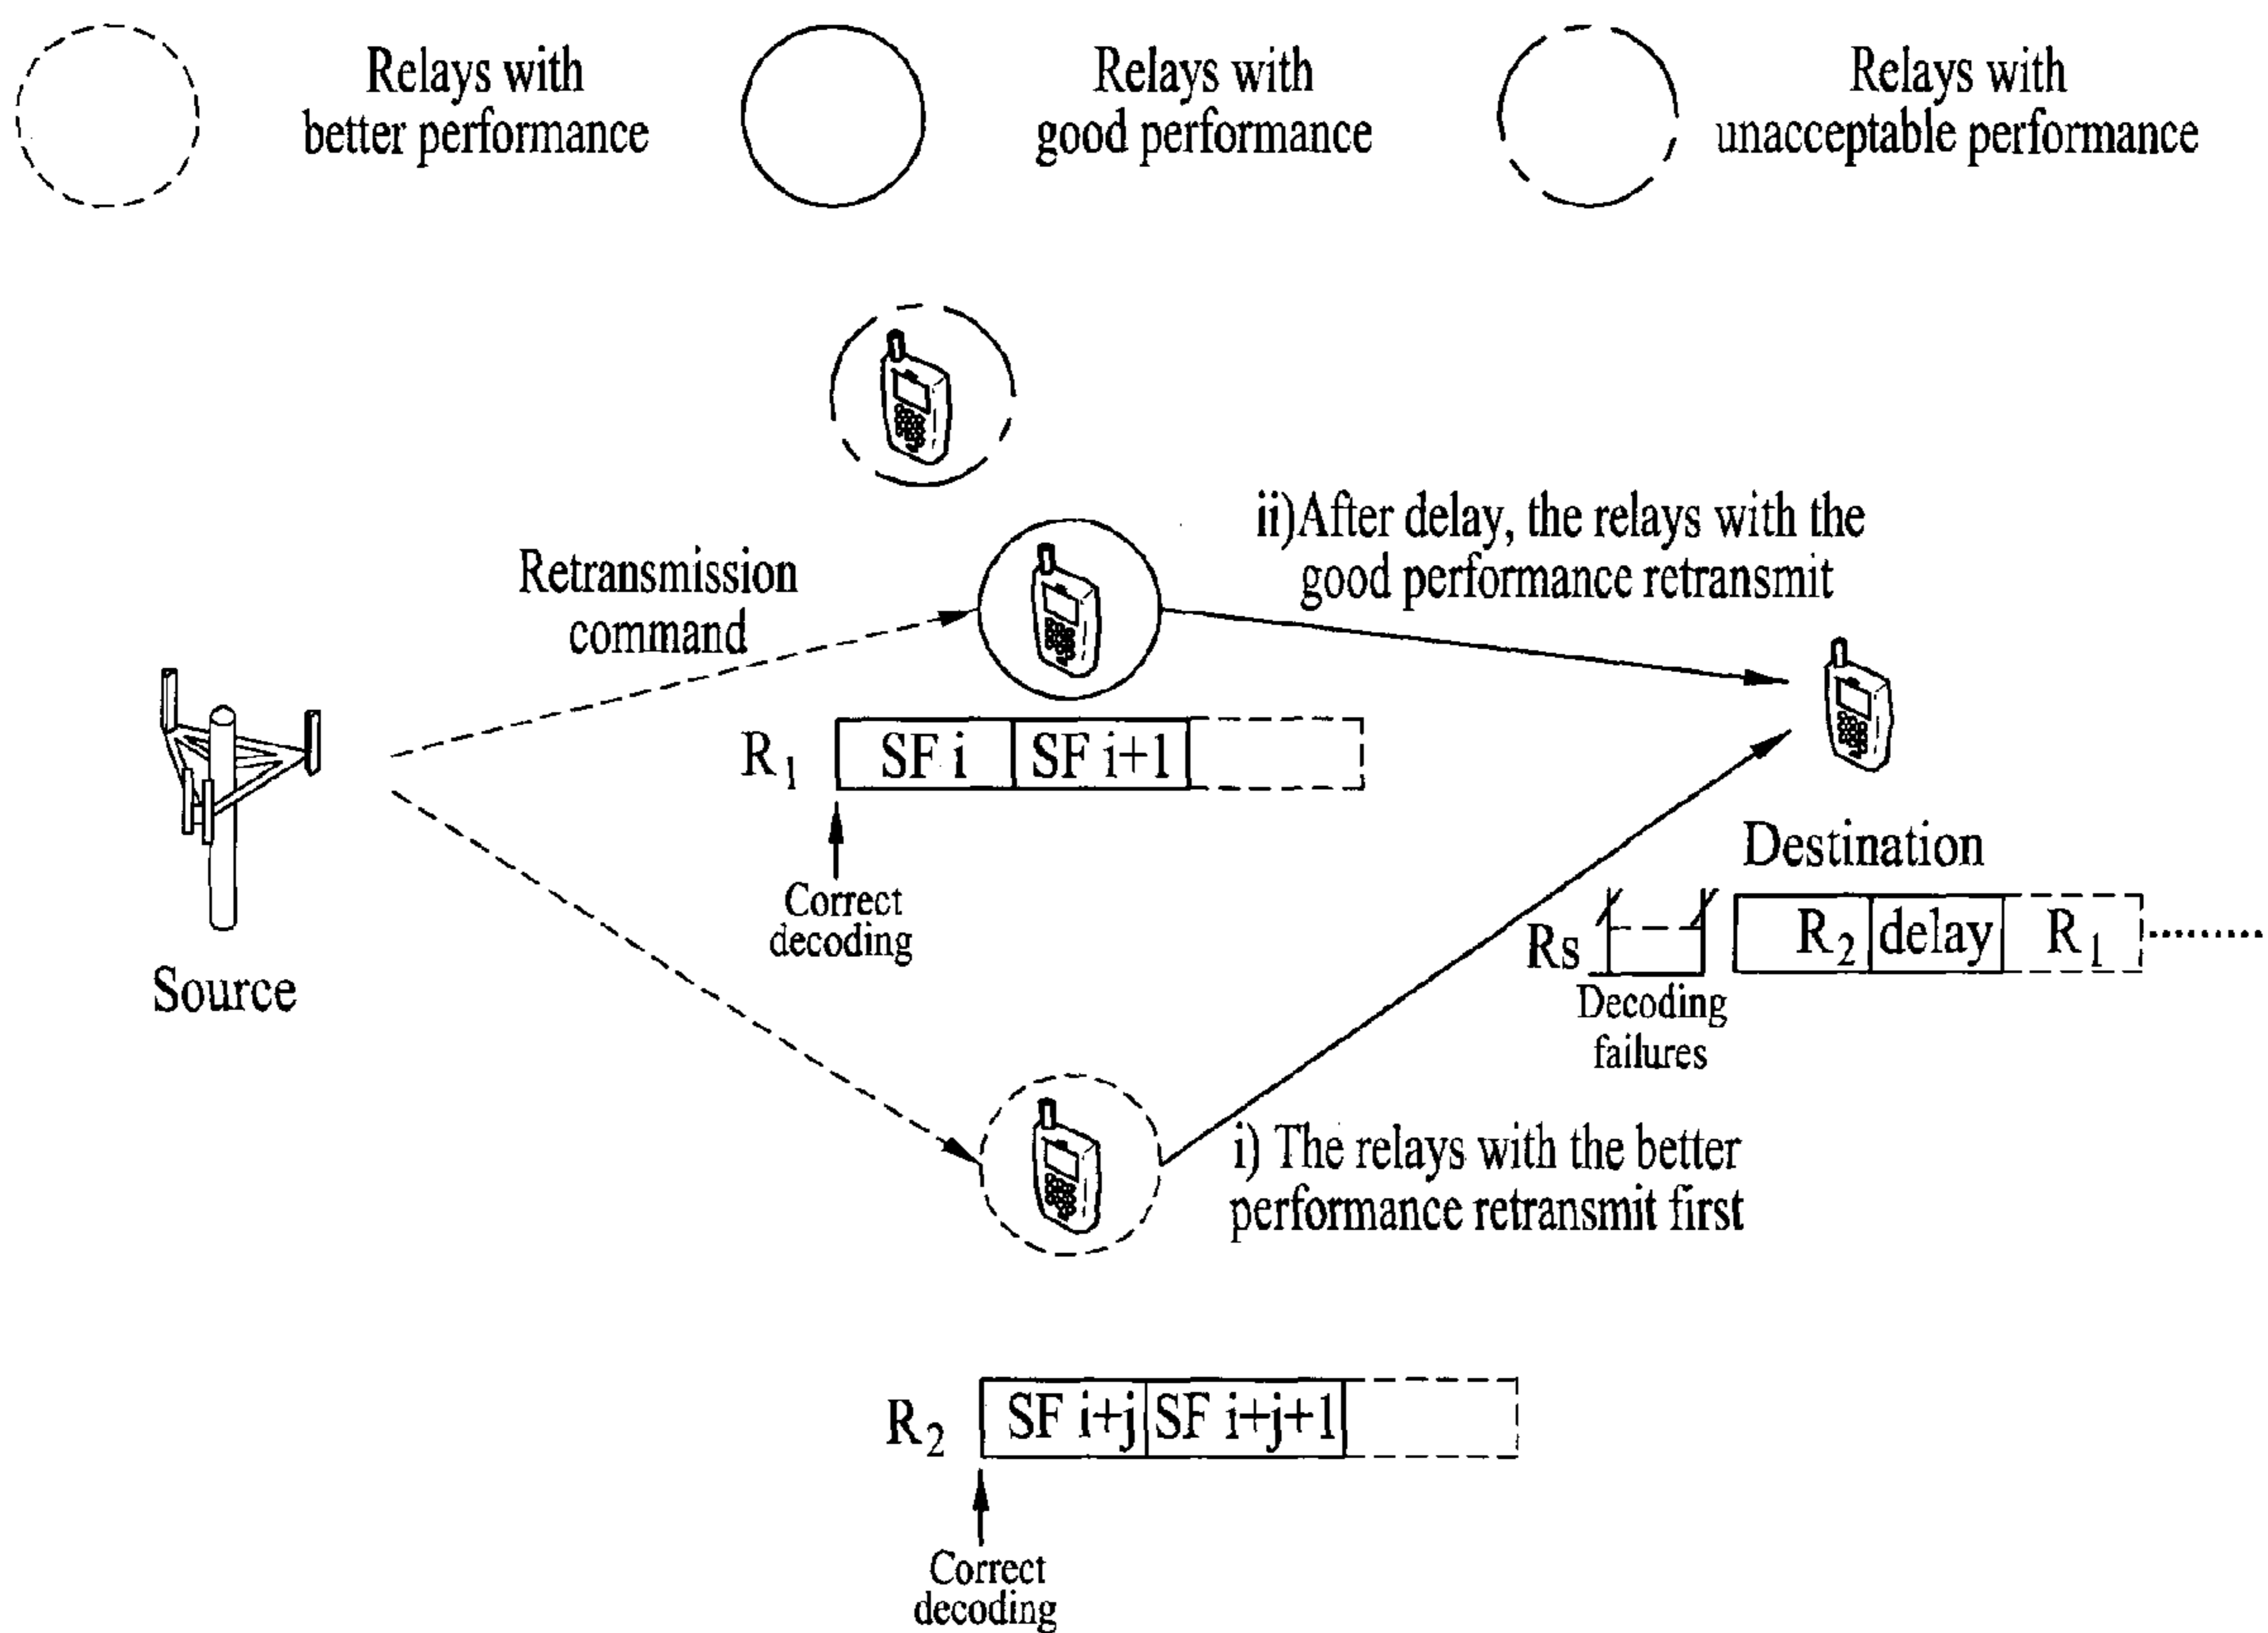 Relays with
better performance
Relays with
good performance
Relays with
unacceptable performance
ii)After delay, the relays with the
good performance retransmit
Retransmission
command
R1 SF i SF i+1
Correct
decoding
Source
Destination
Rs R2 delay R1
Decoding
failures
i) The relays with the better
performance retransmit first
R2 SF i+j SF i+j+1
Correct
decoding